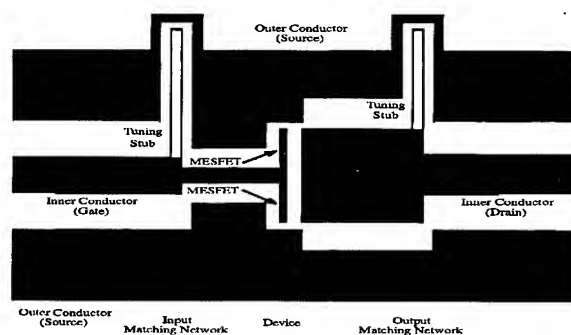 Outer Conductor
(Source)
Tuning
Stub
Tuning
Stub
MESFET
MESFET
Inner Conductor
(Gate)
Inner Conductor
(Drain)
Outer Conductor
(Source)
Input
Matching Network
Device
Output
Matching Network